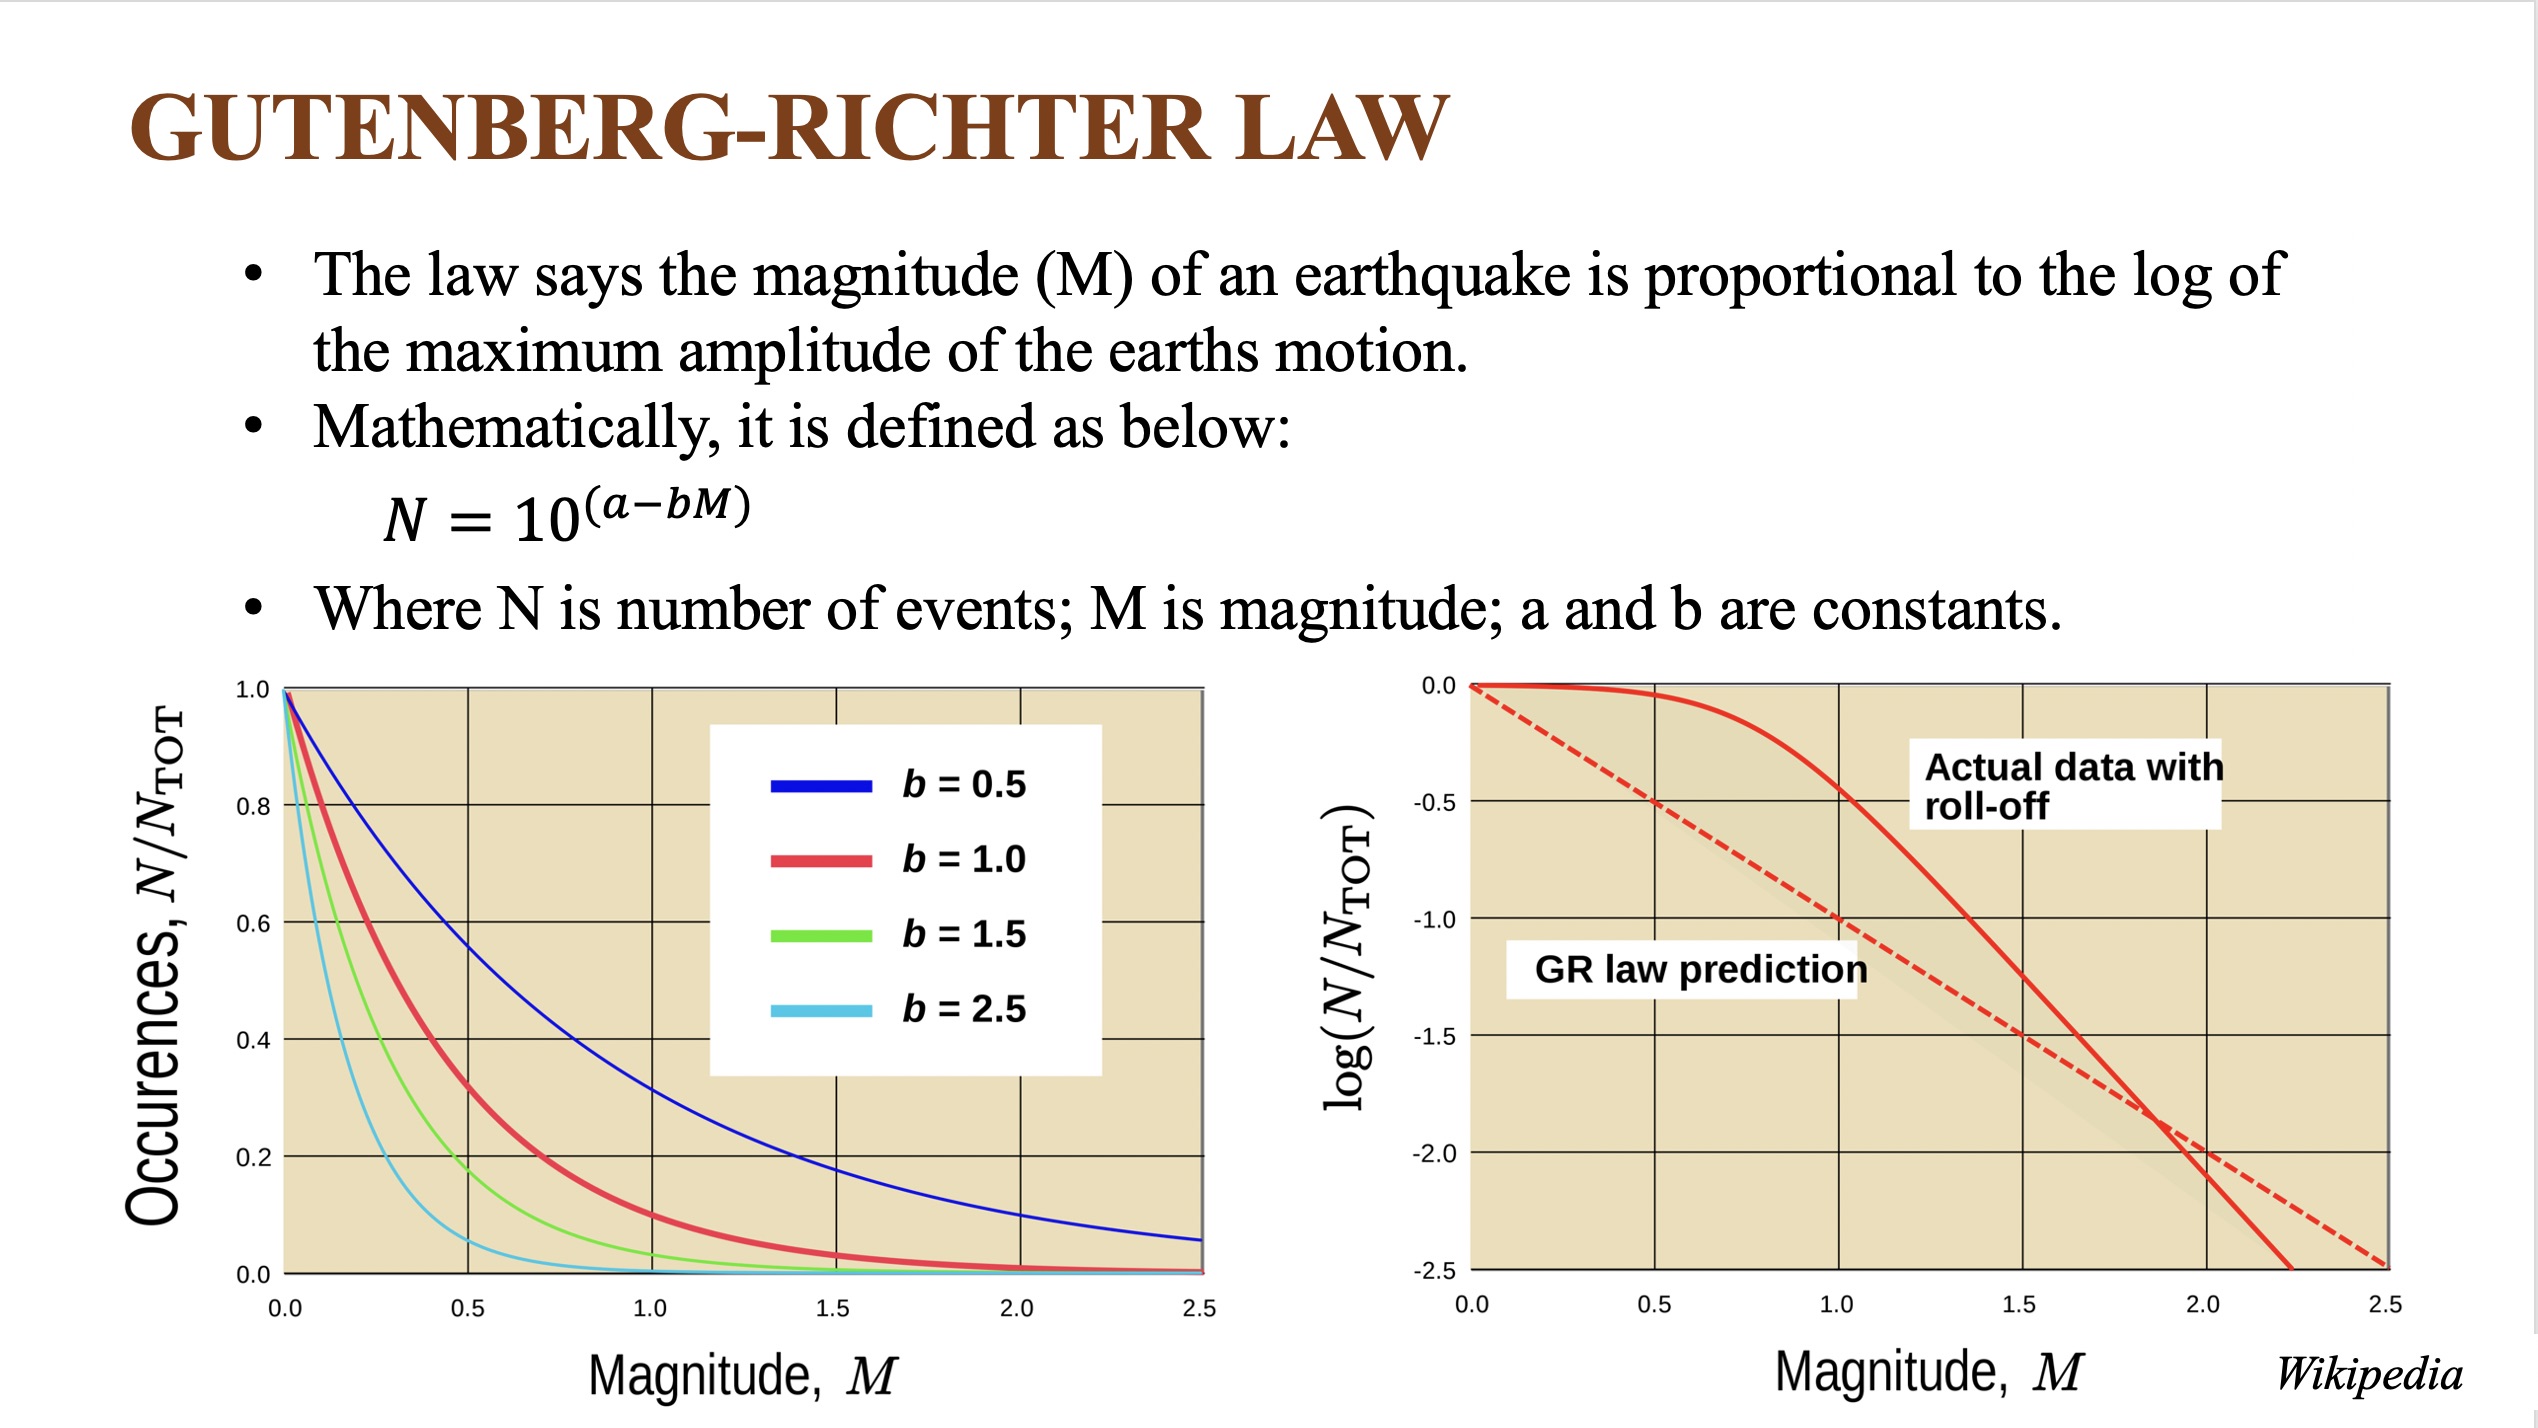 GUTENBERG-RICHTER LAW
• The law says the magnitude (M) of an earthquake is proportional to the log of
the maximum amplitude of the earths motion.
• Mathematically, it is defined as below:
N = 10^(a−bM)
• Where N is number of events; M is magnitude; a and b are constants.
Occurences, N/N_TOT
1.0
0.8
0.6
0.4
0.2
0.0
0.0 0.5 1.0 1.5 2.0 2.5
Magnitude, M
b = 0.5
b = 1.0
b = 1.5
b = 2.5
log(N/N_TOT)
0.0
-0.5
-1.0
-1.5
-2.0
-2.5
0.0 0.5 1.0 1.5 2.0 2.5
Magnitude, M
Actual data with
roll-off
GR law prediction
Wikipedia